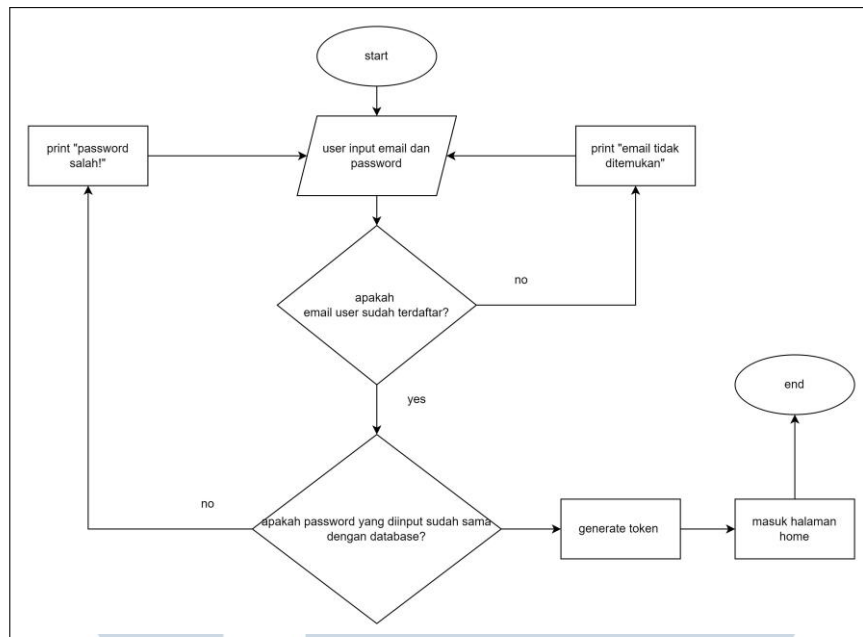 start
print "password
salah!"
user input email dan
password
print "email tidak
ditemukan"
apakah
email user sudah terdaftar?
no
yes
end
no
apakah password yang diinput sudah sama
dengan database?
generate token
masuk halaman
home